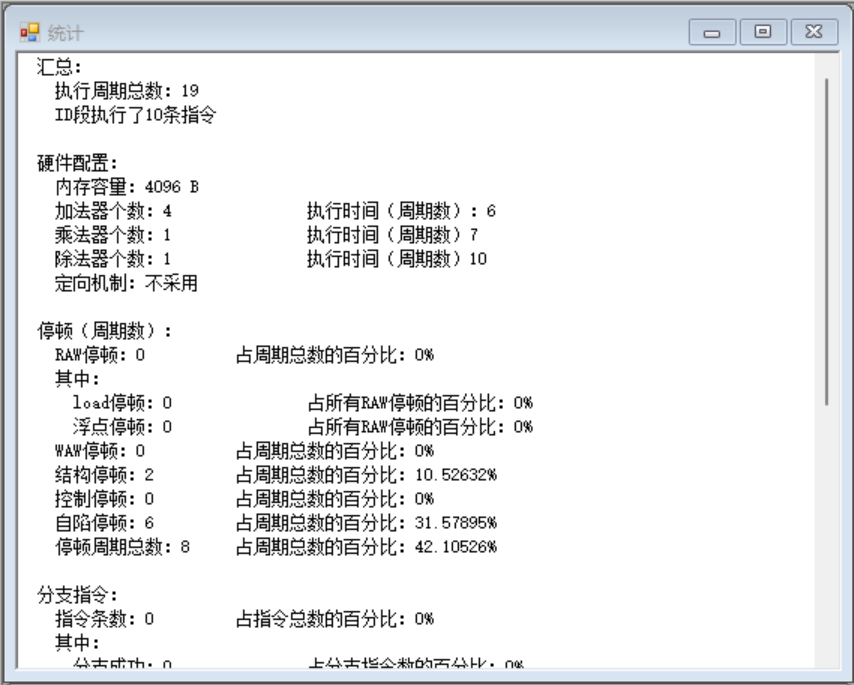 统计
汇总：
执行周期总数：19
ID段执行了10条指令
硬件配置：
内存容量：4096 B
加法器个数：4 执行时间（周期数）：6
乘法器个数：1 执行时间（周期数）7
除法器个数：1 执行时间（周期数）10
定向机制：不采用
停顿（周期数）：
RAW停顿：0 占周期总数的百分比：0%
其中：
load停顿：0 占所有RAW停顿的百分比：0%
浮点停顿：0 占所有RAW停顿的百分比：0%
WAW停顿：0 占周期总数的百分比：0%
结构停顿：2 占周期总数的百分比：10.52632%
控制停顿：0 占周期总数的百分比：0%
自陷停顿：6 占周期总数的百分比：31.57895%
停顿周期总数：8 占周期总数的百分比：42.10526%
分支指令：
指令条数：0 占指令总数的百分比：0%
其中：
分支成功：0 占分支指令数的百分比：0%